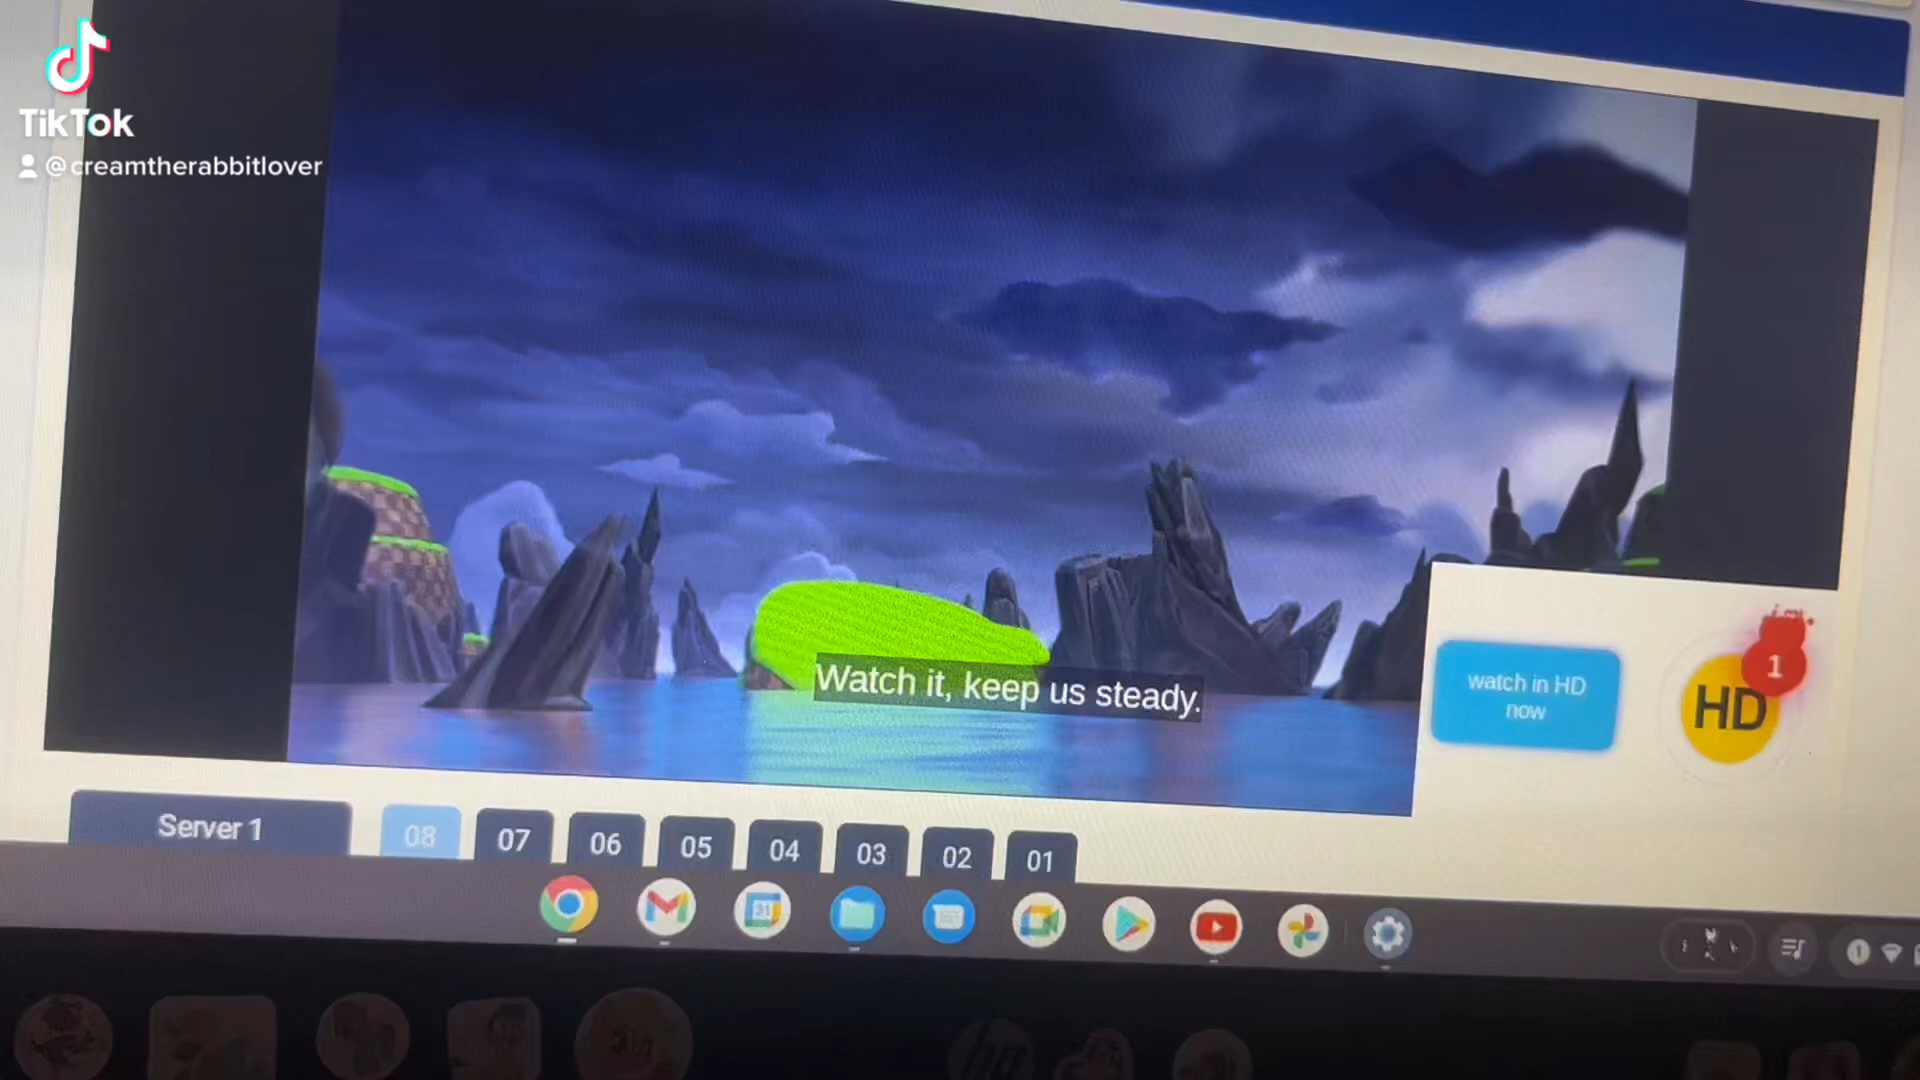 TikTok
@creamtherabbitlover
Watch it, keep us steady.
watch in HD
now
HD
1
Server 1
08
07
06
05
04
03
02
01
31